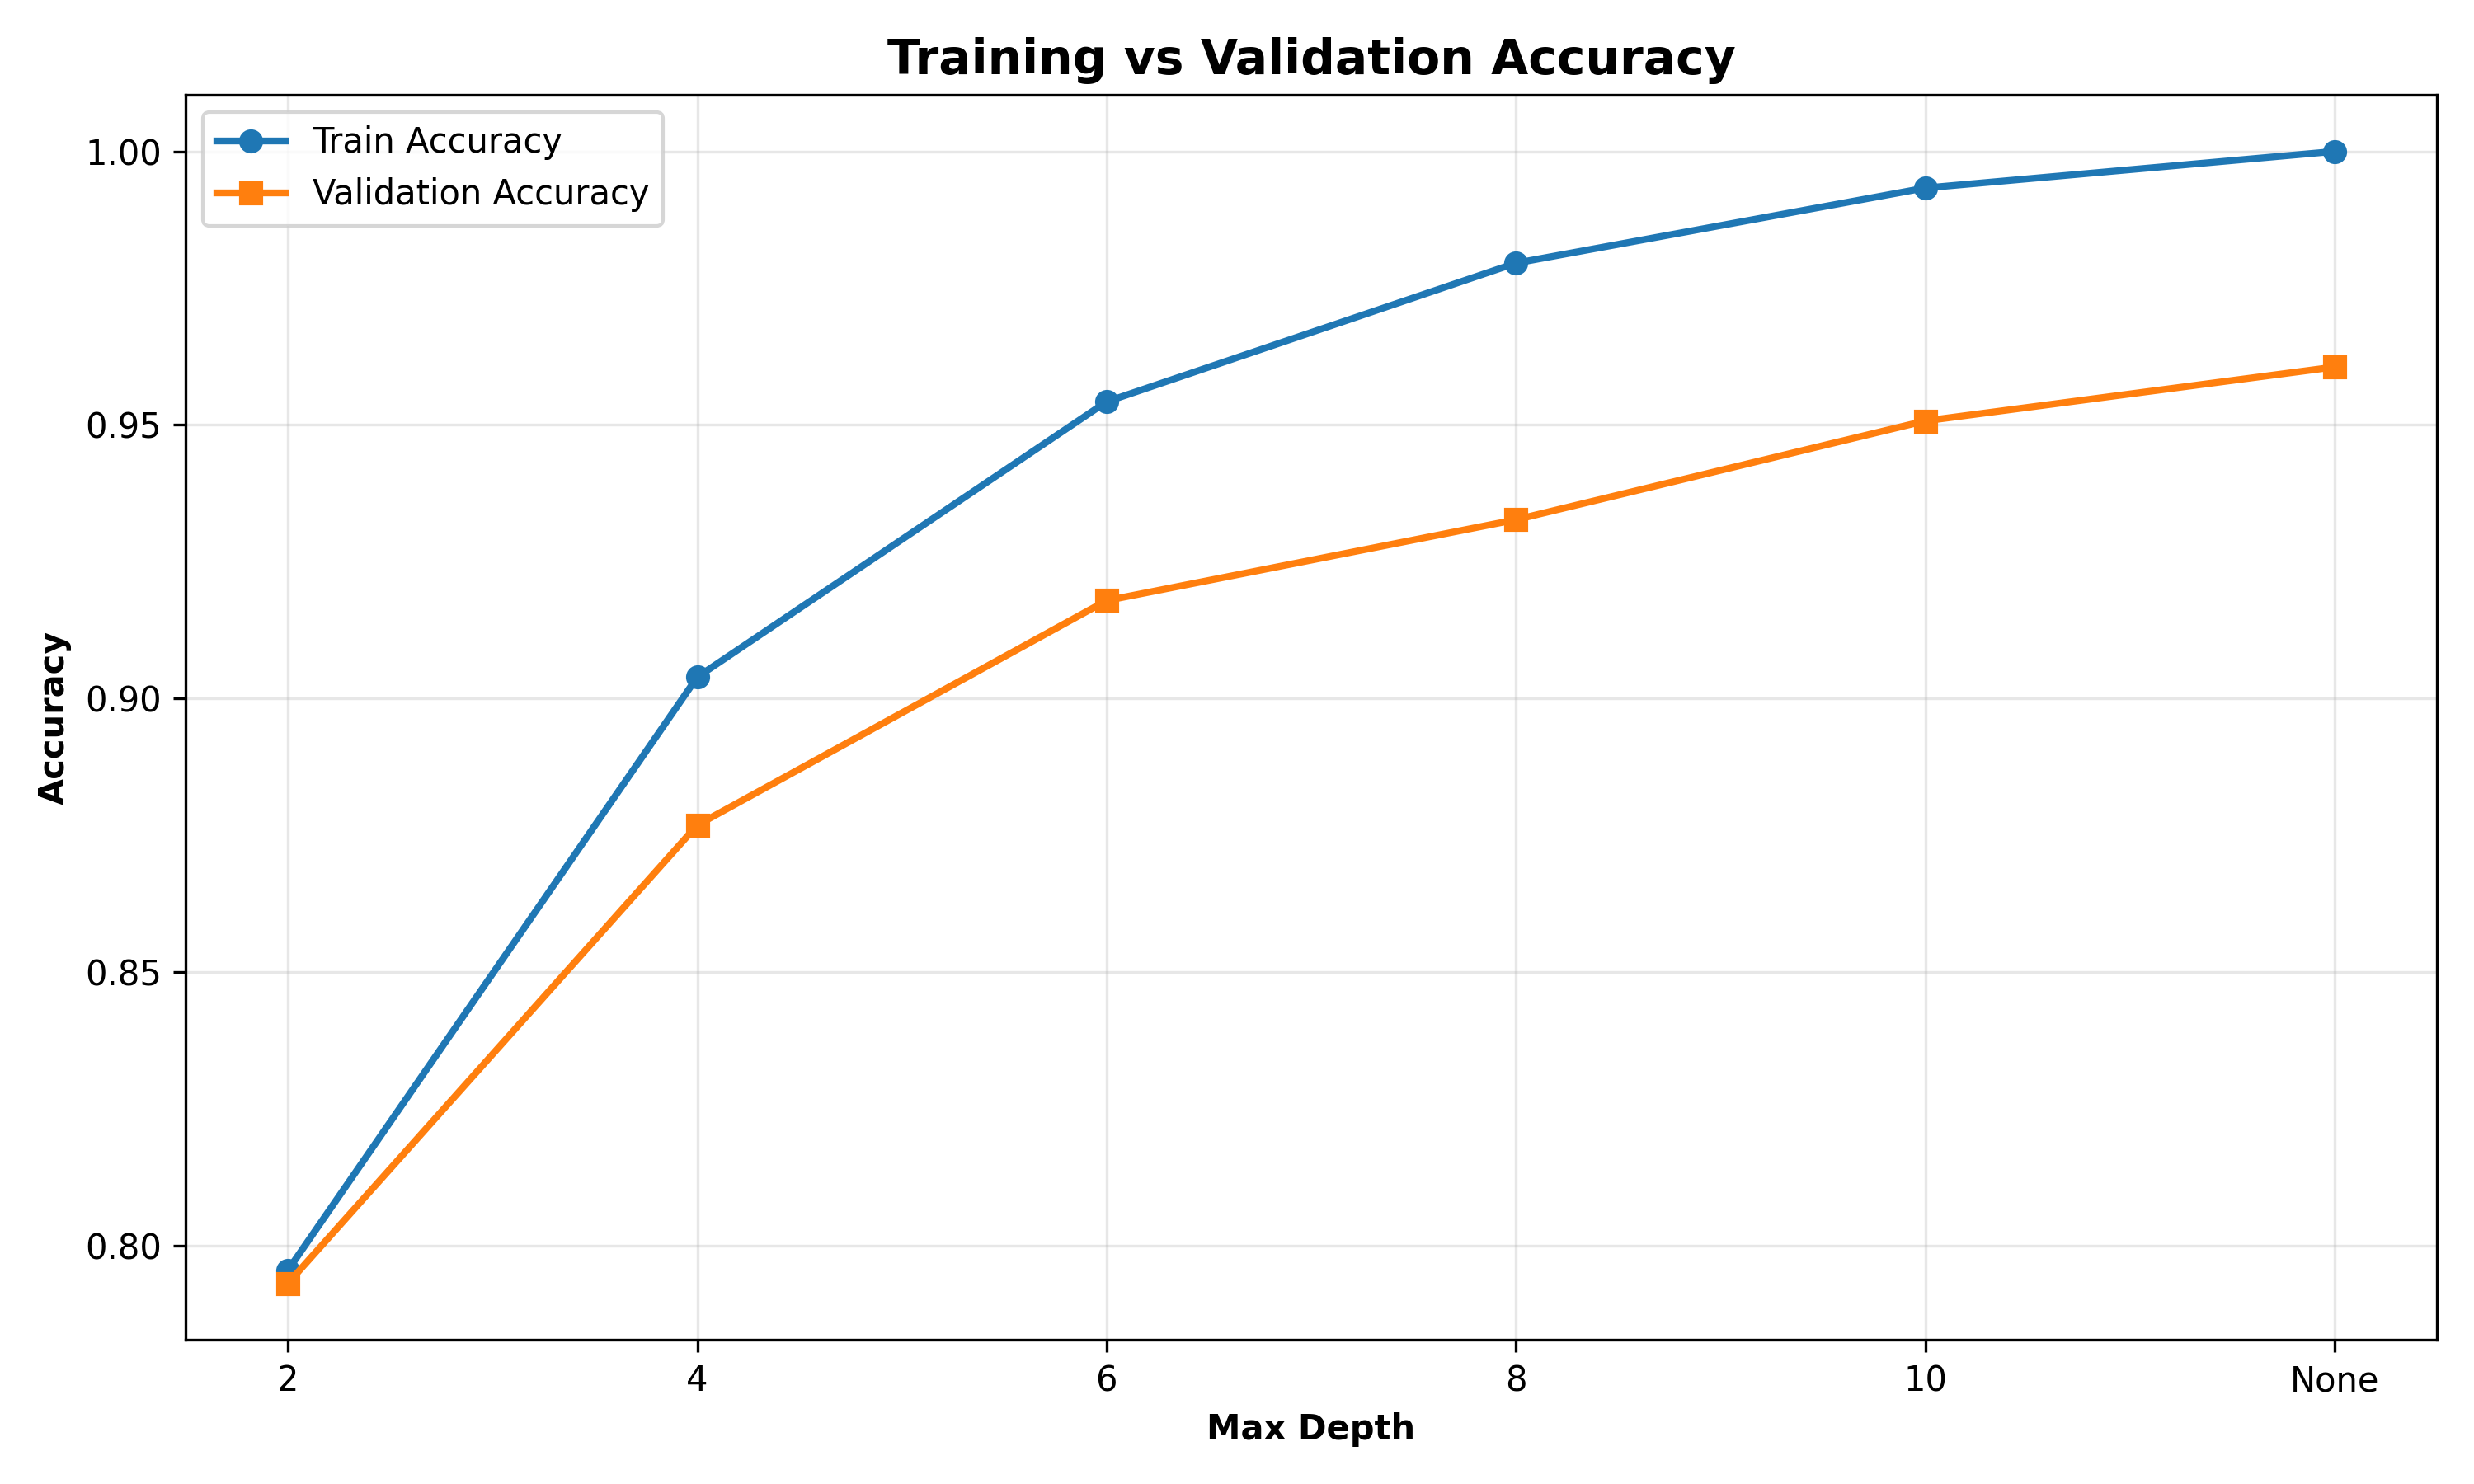 Training vs Validation Accuracy
Train Accuracy
Validation Accuracy
1.00
0.95
0.90
0.85
0.80
Accuracy
2 4 6 8 10 None
Max Depth